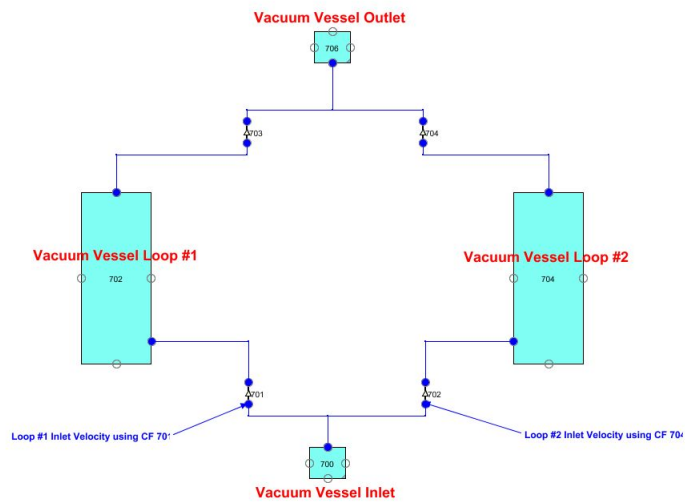 Vacuum Vessel Outlet
706
703
704
Vacuum Vessel Loop #1
Vacuum Vessel Loop #2
702
704
701
702
Loop #1 Inlet Velocity using CF 701
Loop #2 Inlet Velocity using CF 704
700
Vacuum Vessel Inlet